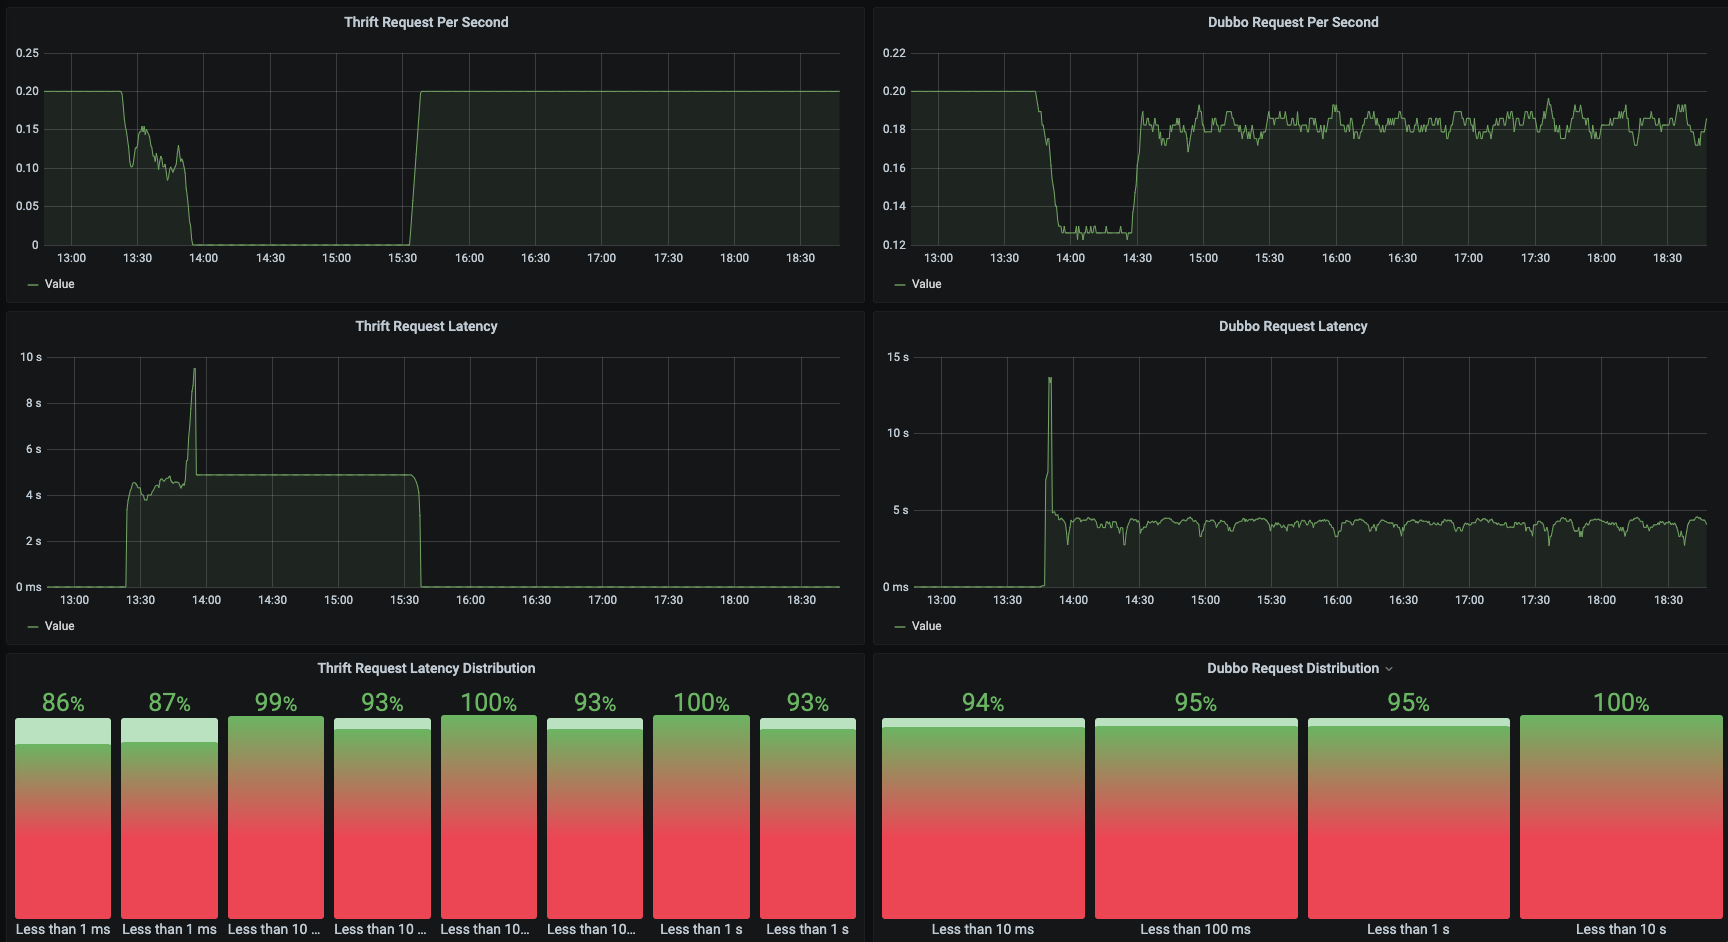 Thrift Request Per Second
0.25
0.20
0.15
0.10
0.05
0
13:00 13:30 14:00 14:30 15:00 15:30 16:00 16:30 17:00 17:30 18:00 18:30
Value
Dubbo Request Per Second
0.22
0.20
0.18
0.16
0.14
0.12
13:00 13:30 14:00 14:30 15:00 15:30 16:00 16:30 17:00 17:30 18:00 18:30
Value
Thrift Request Latency
10 s
8 s
6 s
4 s
2 s
0 ms
13:00 13:30 14:00 14:30 15:00 15:30 16:00 16:30 17:00 17:30 18:00 18:30
Value
Dubbo Request Latency
15 s
10 s
5 s
0 ms
13:00 13:30 14:00 14:30 15:00 15:30 16:00 16:30 17:00 17:30 18:00 18:30
Value
Thrift Request Latency Distribution
86% 87% 99% 93% 100% 93% 100% 93%
Less than 1 ms Less than 1 ms Less than 10 ... Less than 10 ... Less than 10... Less than 10... Less than 1 s Less than 1 s
Dubbo Request Distribution
94% 95% 95% 100%
Less than 10 ms Less than 100 ms Less than 1 s Less than 10 s